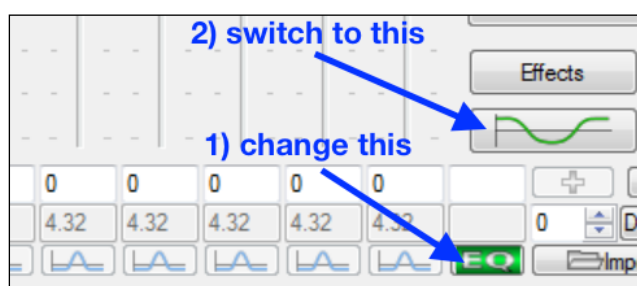 2) switch to this
Effects
1) change this
0 0 0 0 0
4.32 4.32 4.32 4.32 4.32 0 D
EQ Impo